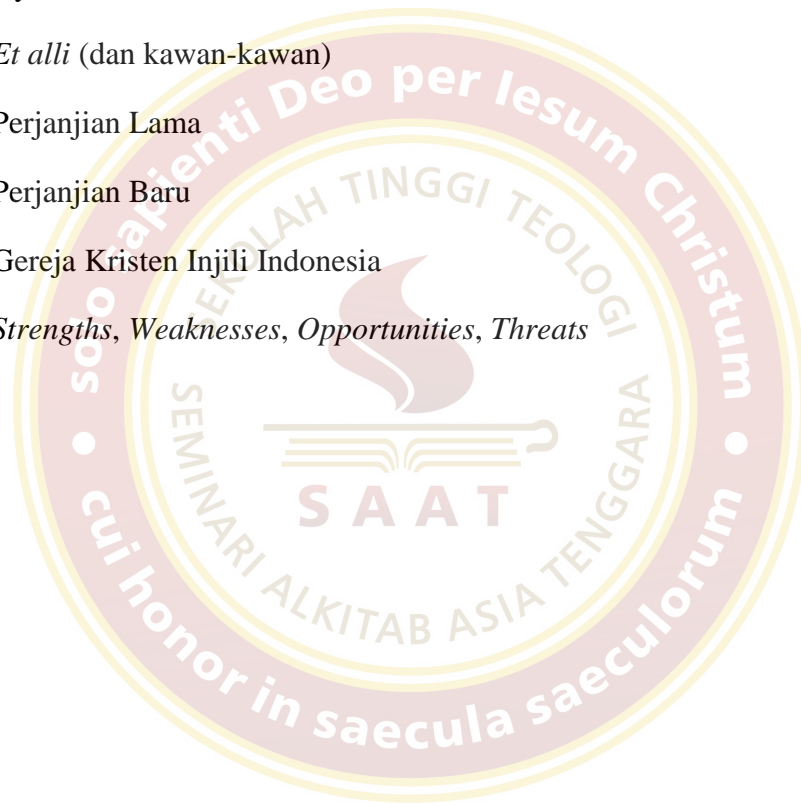 Et alli (dan kawan-kawan)
Perjanjian Lama
Perjanjian Baru
Gereja Kristen Injili Indonesia
Strengths, Weaknesses, Opportunities, Threats
solo sapienti Deo per Iesum Christum
cui honor in saecula saeculorum
SEKOLAH TINGGI TEOLOGI
SEMINARI ALKITAB ASIA TENGGARA
SAAT